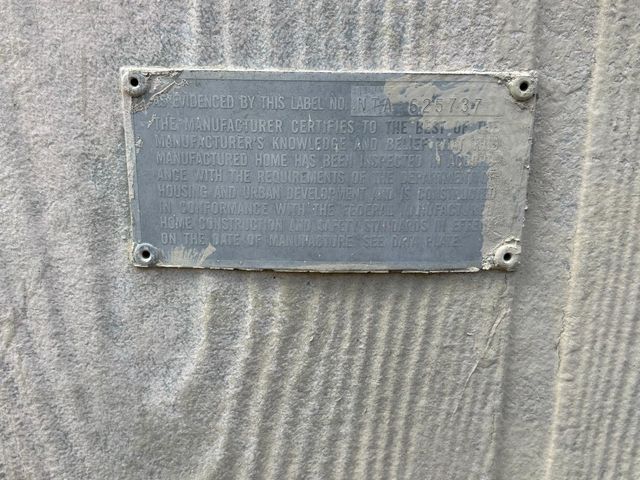 AS EVIDENCED BY THIS LABEL NO. NTA 625737
THE MANUFACTURER CERTIFIES TO THE BEST OF THE
MANUFACTURER'S KNOWLEDGE AND BELIEF THAT THIS
MANUFACTURED HOME HAS BEEN INSPECTED IN ACCORD-
ANCE WITH THE REQUIREMENTS OF THE DEPARTMENT OF
HOUSING AND URBAN DEVELOPMENT AND IS CONSTRUCTED
IN CONFORMANCE WITH THE FEDERAL MANUFACTURED
HOME CONSTRUCTION AND SAFETY STANDARDS IN EFFECT
ON THE DATE OF MANUFACTURE. SEE DATA PLATE.